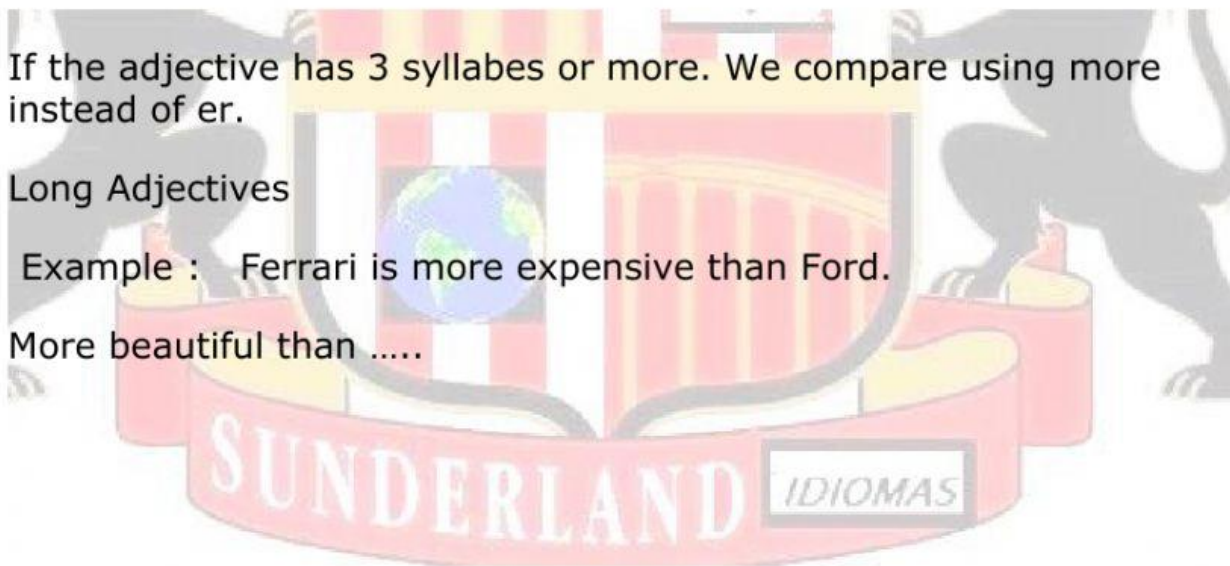 If the adjective has 3 syllabes or more. We compare using more
instead of er.
Long Adjectives
Example : Ferrari is more expensive than Ford.
More beautiful than .....
SUNDERLAND
IDIOMAS